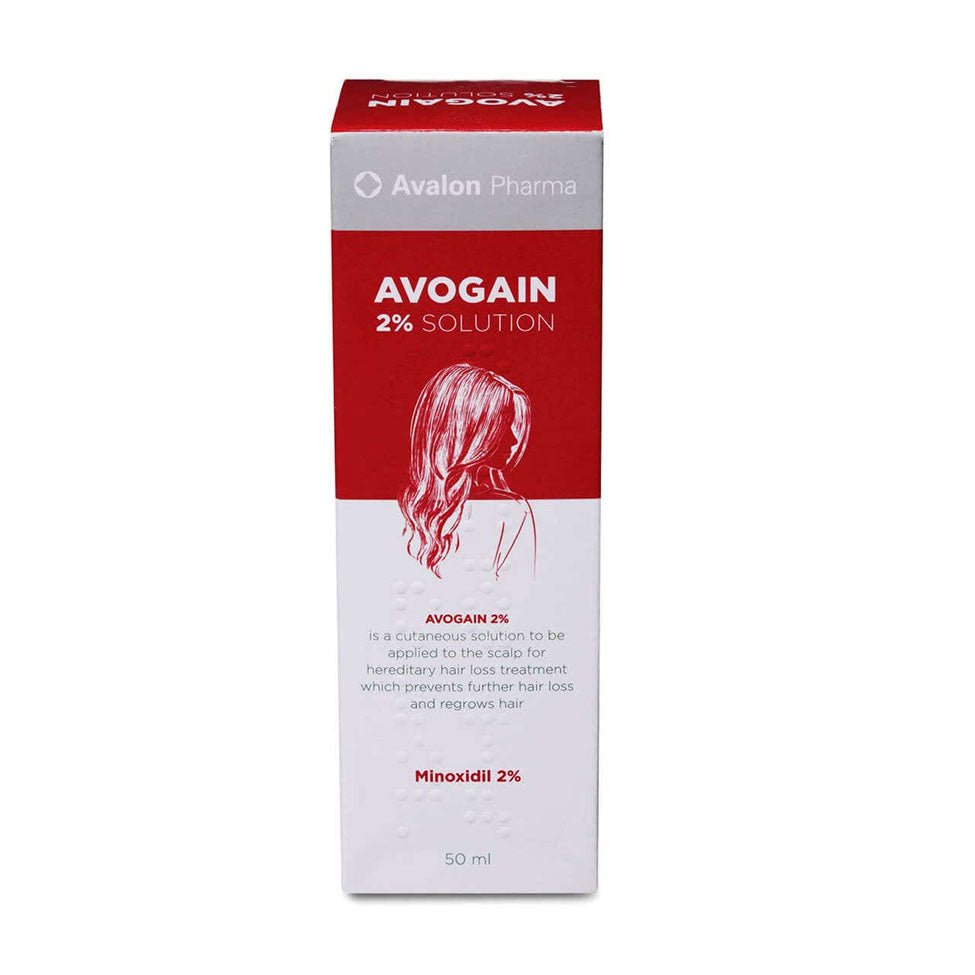 AVOGAIN
2% SOLUTION
Avalon Pharma
AVOGAIN
2% SOLUTION
AVOGAIN 2%
is a cutaneous solution to be
applied to the scalp for
hereditary hair loss treatment
which prevents further hair loss
and regrows hair
Minoxidil 2%
50 ml